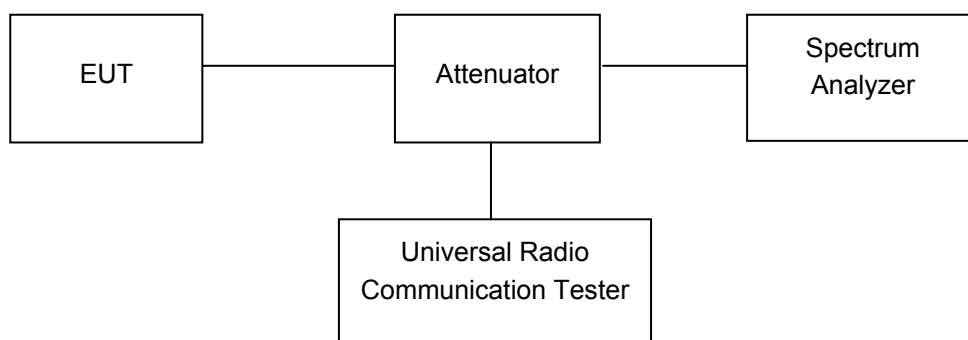 EUT
Attenuator
Spectrum
Analyzer
Universal Radio
Communication Tester